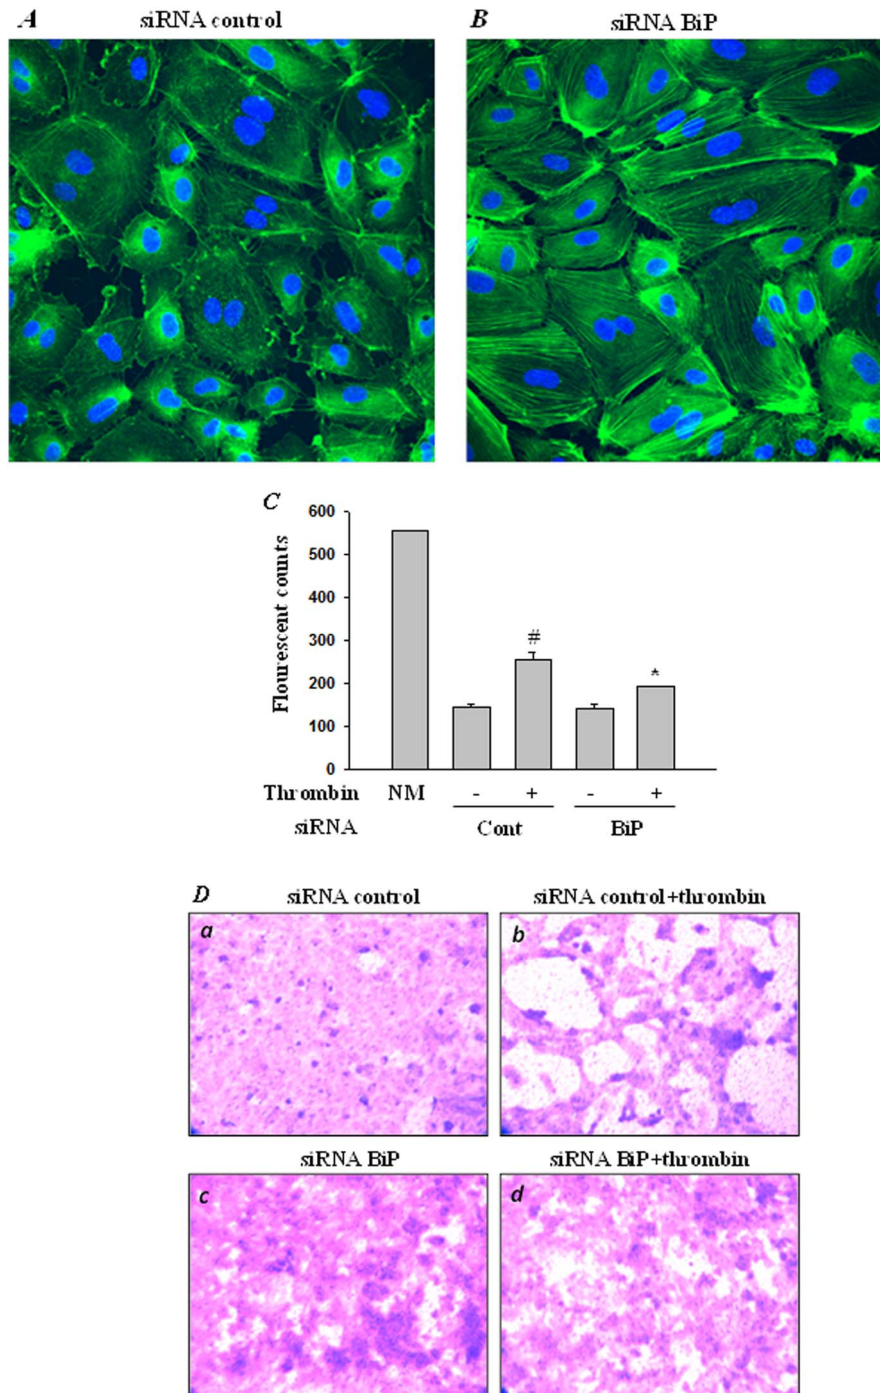 A siRNA control B siRNA BiP
C
600
500
400
300
200
100
0
Flourescent counts
#
*
Thrombin NM - + - +
siRNA Cont BiP
D siRNA control siRNA control+thrombin
a b
siRNA BiP siRNA BiP+thrombin
c d